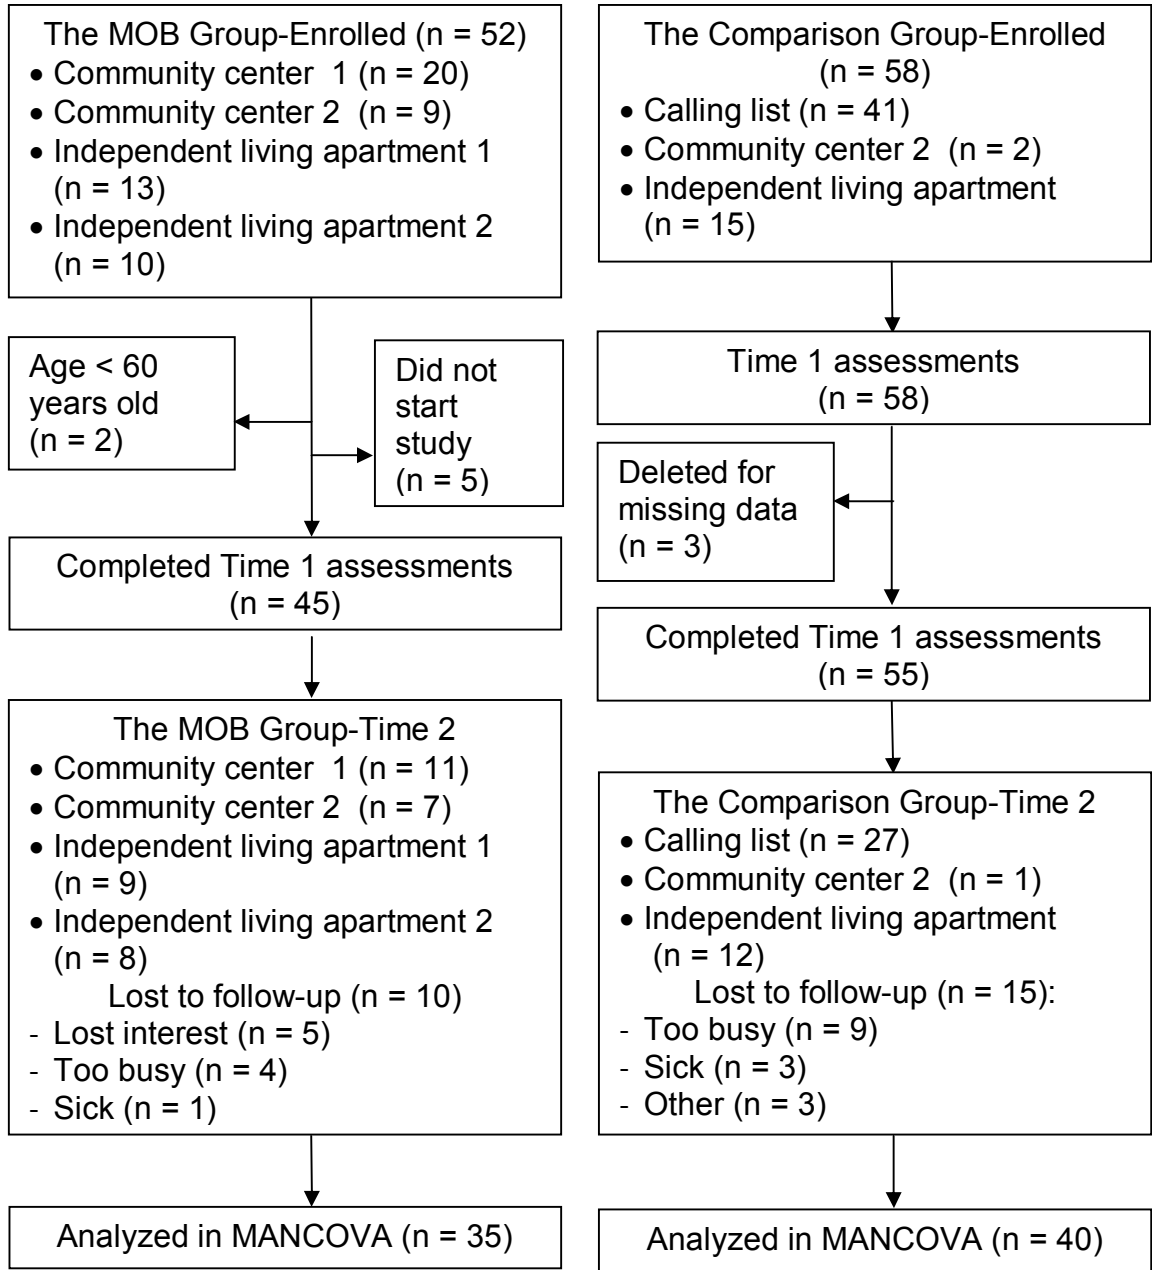 The MOB Group-Enrolled (n = 52)
• Community center 1 (n = 20)
• Community center 2 (n = 9)
• Independent living apartment 1
(n = 13)
• Independent living apartment 2
(n = 10)
Age < 60
years old
(n = 2)
Did not
start
study
(n = 5)
Completed Time 1 assessments
(n = 45)
The MOB Group-Time 2
• Community center 1 (n = 11)
• Community center 2 (n = 7)
• Independent living apartment 1
(n = 9)
• Independent living apartment 2
(n = 8)
Lost to follow-up (n = 10)
- Lost interest (n = 5)
- Too busy (n = 4)
- Sick (n = 1)
Analyzed in MANCOVA (n = 35)
The Comparison Group-Enrolled
(n = 58)
• Calling list (n = 41)
• Community center 2 (n = 2)
• Independent living apartment
(n = 15)
Time 1 assessments
(n = 58)
Deleted for
missing data
(n = 3)
Completed Time 1 assessments
(n = 55)
The Comparison Group-Time 2
• Calling list (n = 27)
• Community center 2 (n = 1)
• Independent living apartment
(n = 12)
Lost to follow-up (n = 15):
- Too busy (n = 9)
- Sick (n = 3)
- Other (n = 3)
Analyzed in MANCOVA (n = 40)